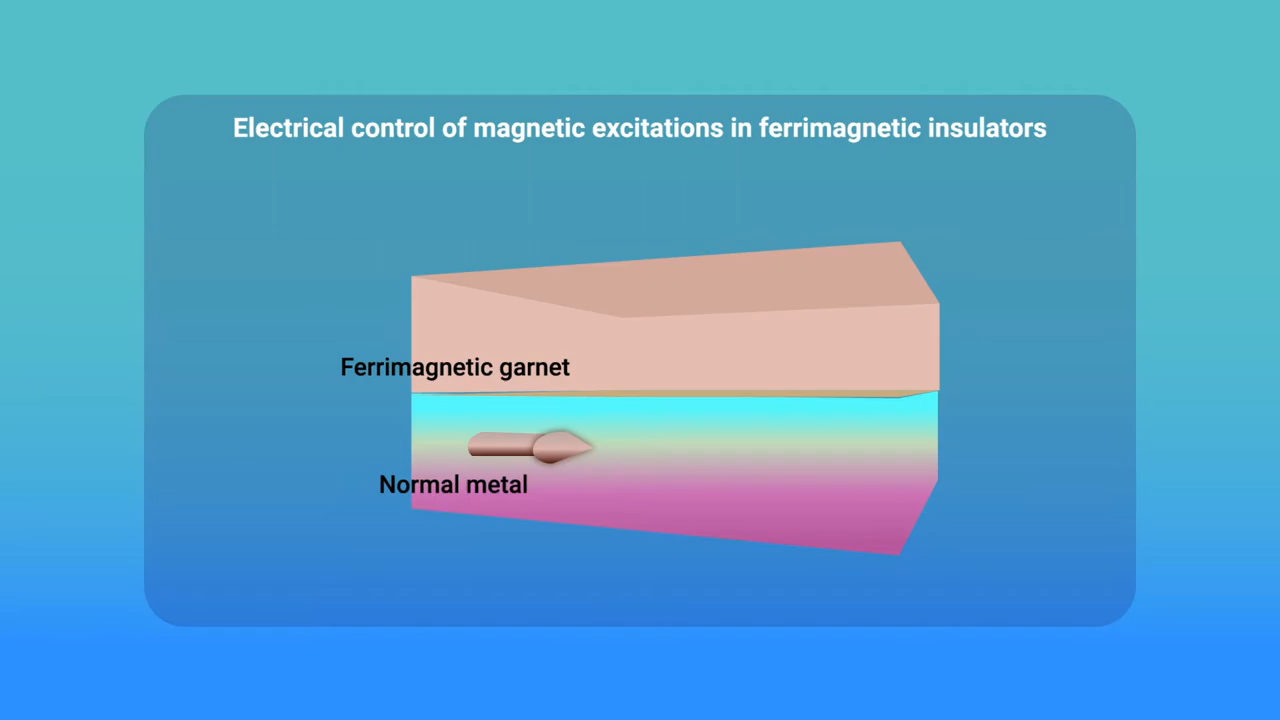 Electrical control of magnetic excitations in ferrimagnetic insulators
Ferrimagnetic garnet
Normal metal